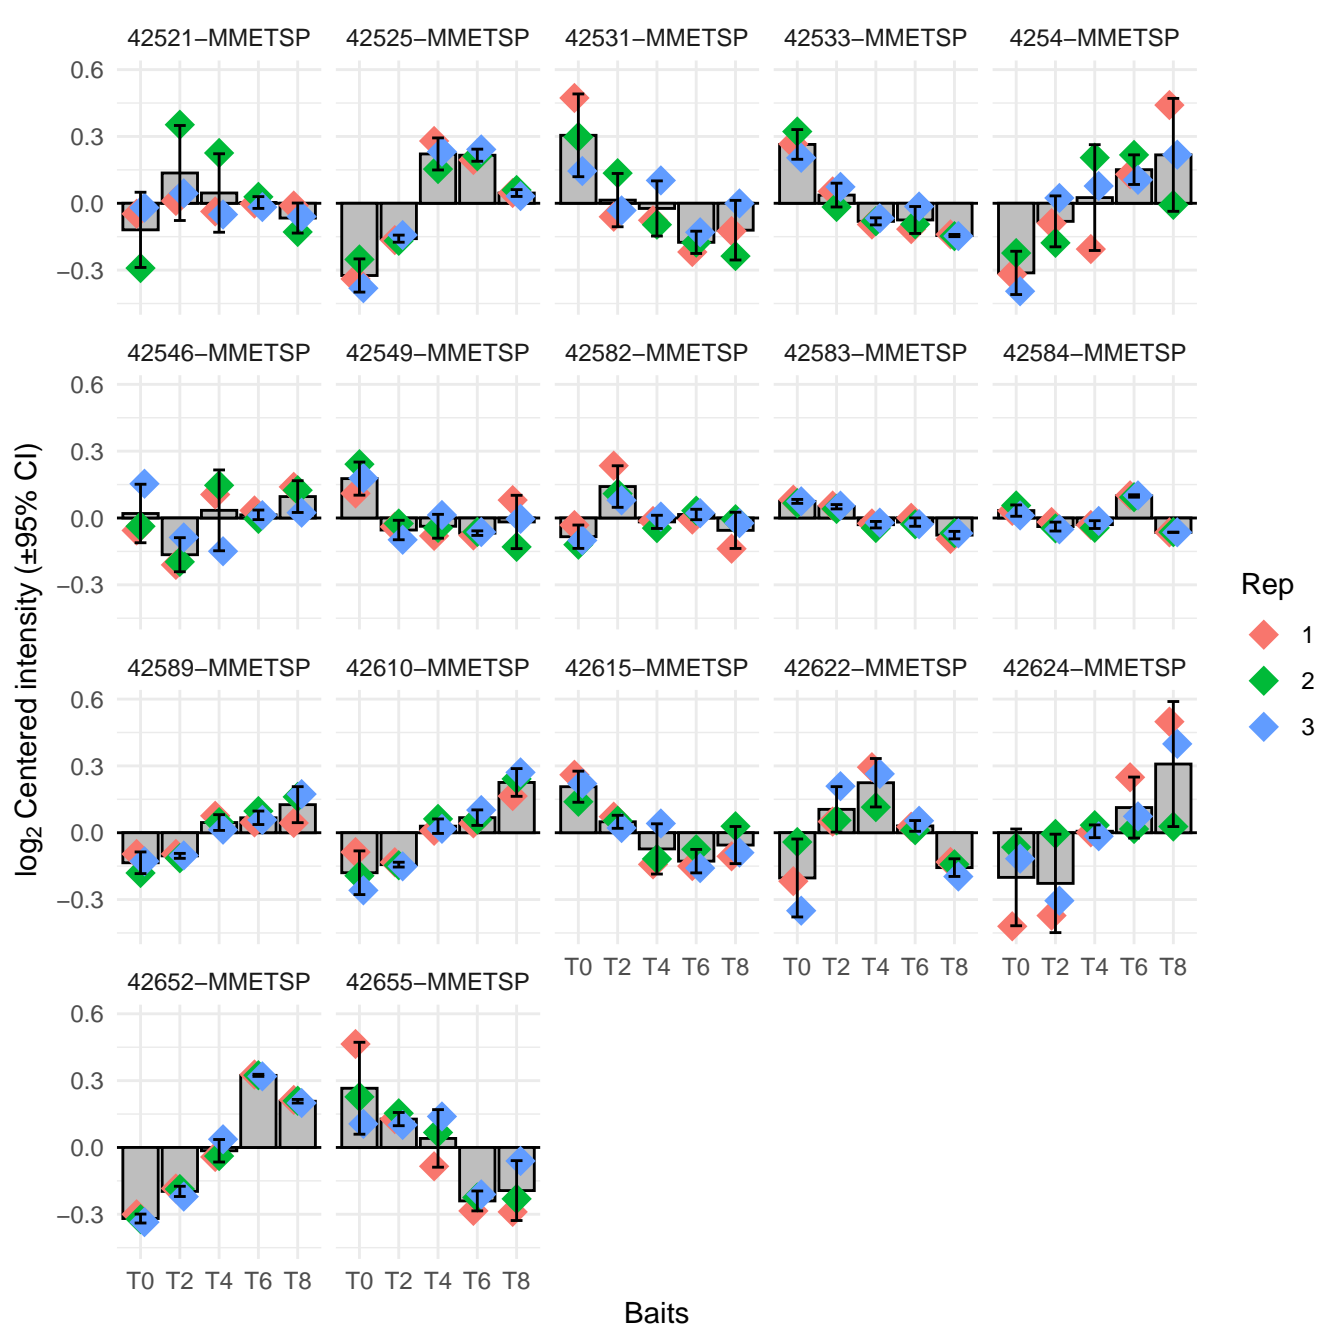 42521−MMETSP 42525−MMETSP 42531−MMETSP 42533−MMETSP 4254−MMETSP
0.6
0.3
0.0
−0.3
42546−MMETSP 42549−MMETSP 42582−MMETSP 42583−MMETSP 42584−MMETSP
0.6
0.3
0.0
−0.3
42589−MMETSP 42610−MMETSP 42615−MMETSP 42622−MMETSP 42624−MMETSP
0.6
0.3
0.0
−0.3
T0 T2 T4 T6 T8 T0 T2 T4 T6 T8 T0 T2 T4 T6 T8
42652−MMETSP 42655−MMETSP
0.6
0.3
0.0
−0.3
T0 T2 T4 T6 T8 T0 T2 T4 T6 T8
Baits
log2 Centered intensity (±95% CI)
Rep
1
2
3